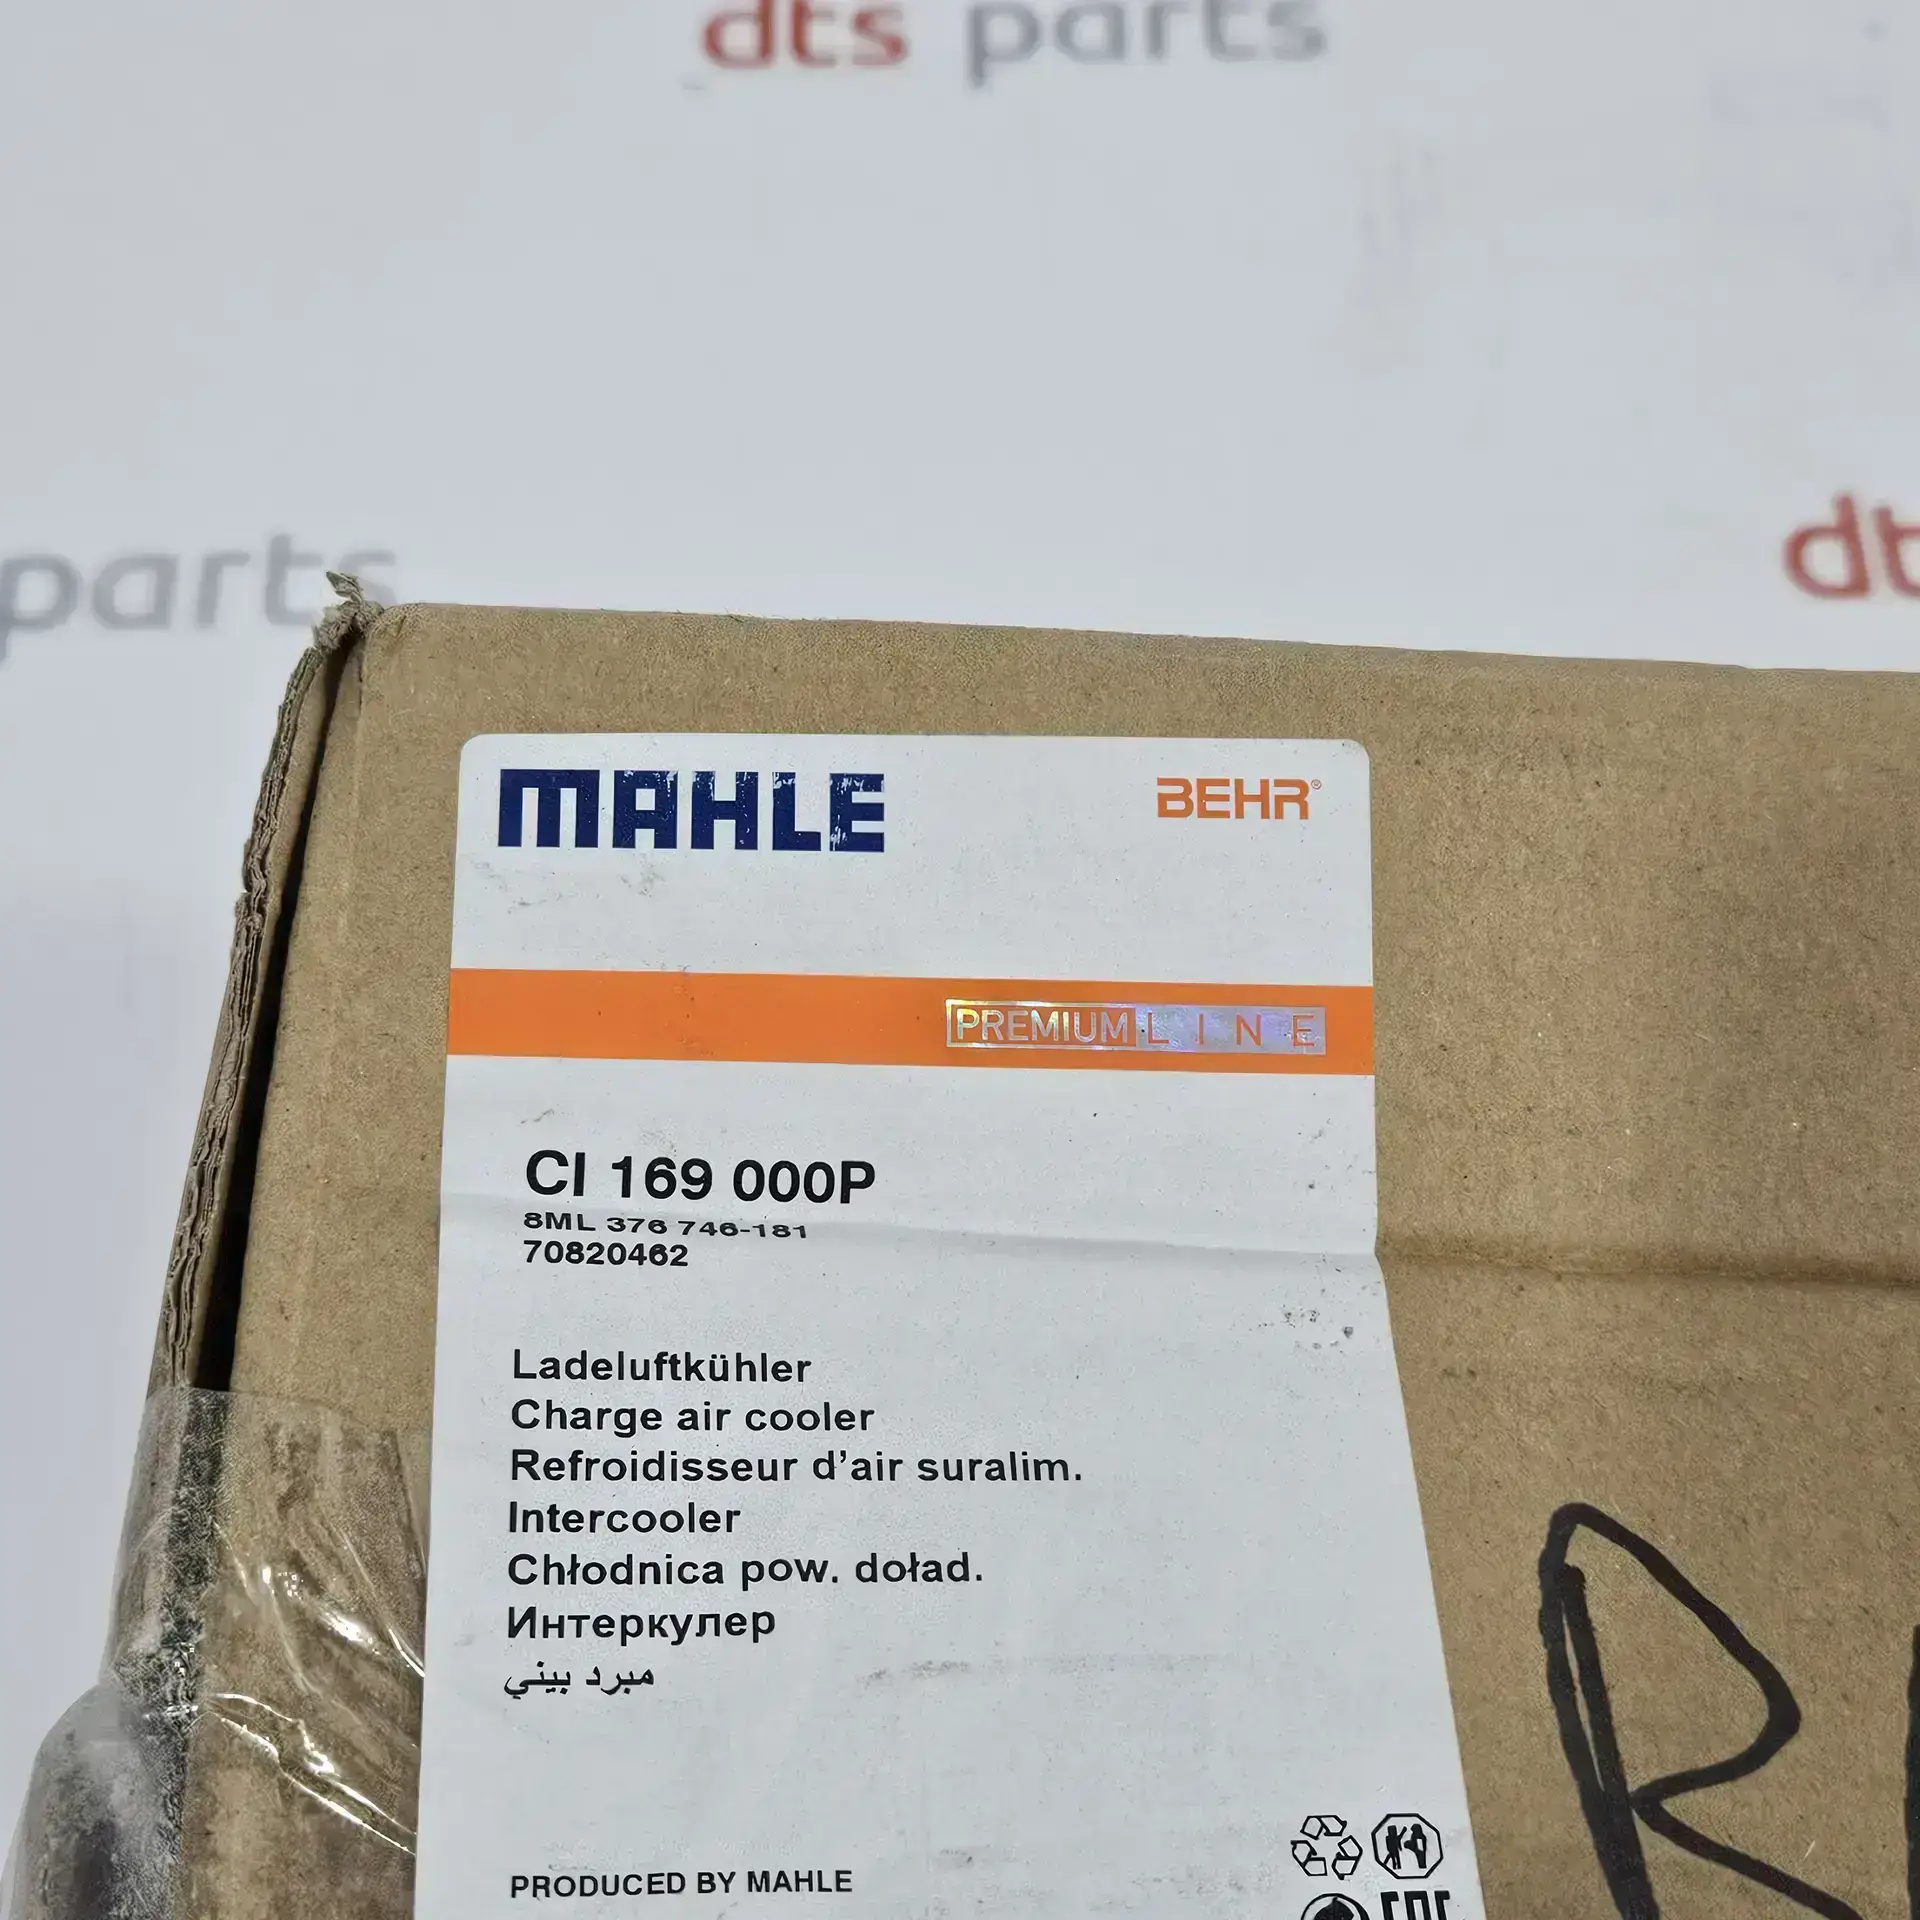 dts parts
parts
dt
MAHLE
BEHR®
PREMIUM LINE
CI 169 000P
8ML 376 746-181
70820462
Ladeluftkühler
Charge air cooler
Refroidisseur d’air suralim.
Intercooler
Chłodnica pow. doład.
Интеркулер
مبرد بيني
PRODUCED BY MAHLE